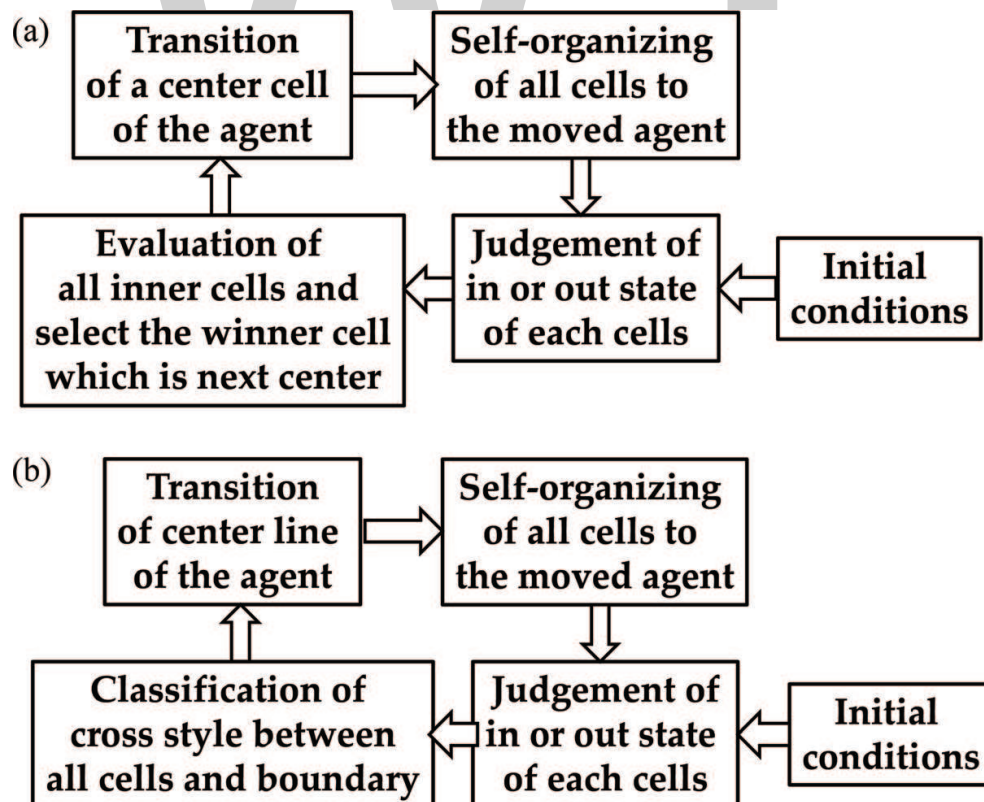 (a)
Transition
of a center cell
of the agent
Self-organizing
of all cells to
the moved agent
Evaluation of
all inner cells and
select the winner cell
which is next center
Judgement of
in or out state
of each cells
Initial
conditions
(b)
Transition
of center line
of the agent
Self-organizing
of all cells to
the moved agent
Classification of
cross style between
all cells and boundary
Judgement of
in or out state
of each cells
Initial
conditions